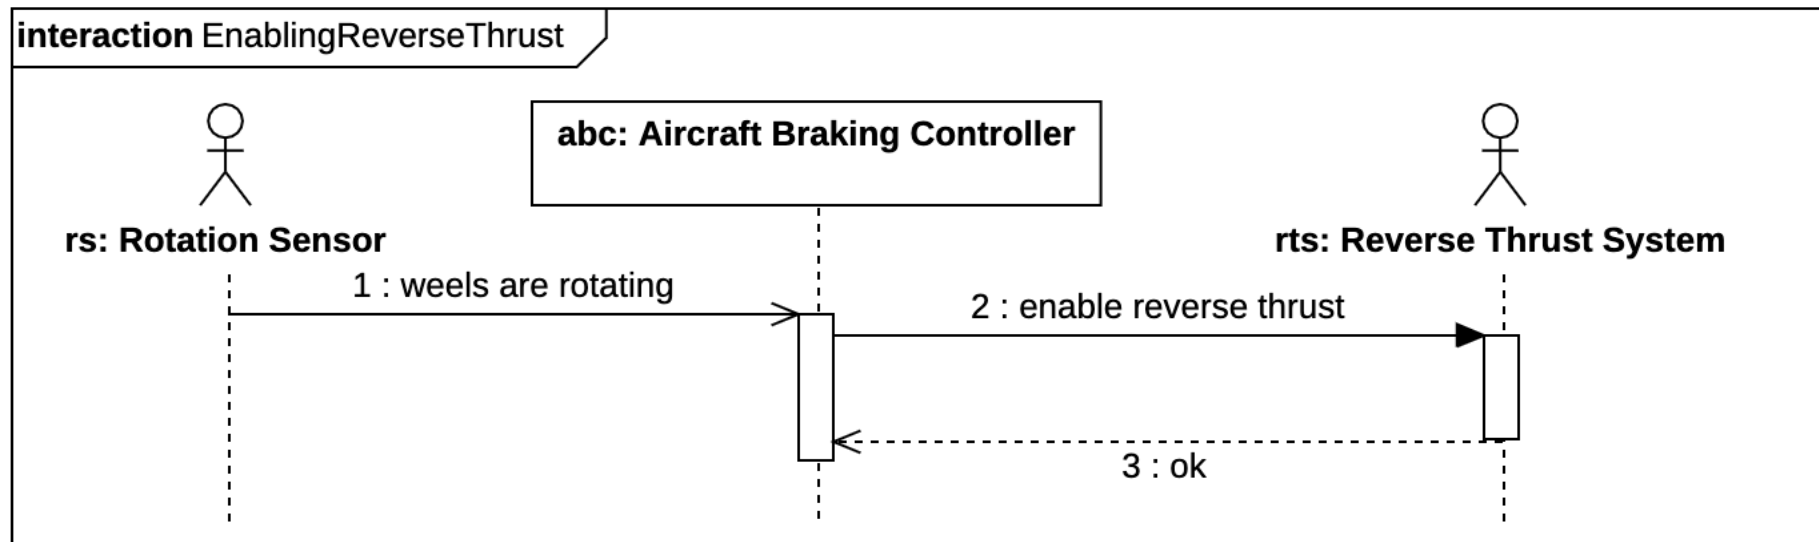 interaction EnablingReverseThrust
abc: Aircraft Braking Controller
rs: Rotation Sensor
rts: Reverse Thrust System
1 : weels are rotating
2 : enable reverse thrust
3 : ok